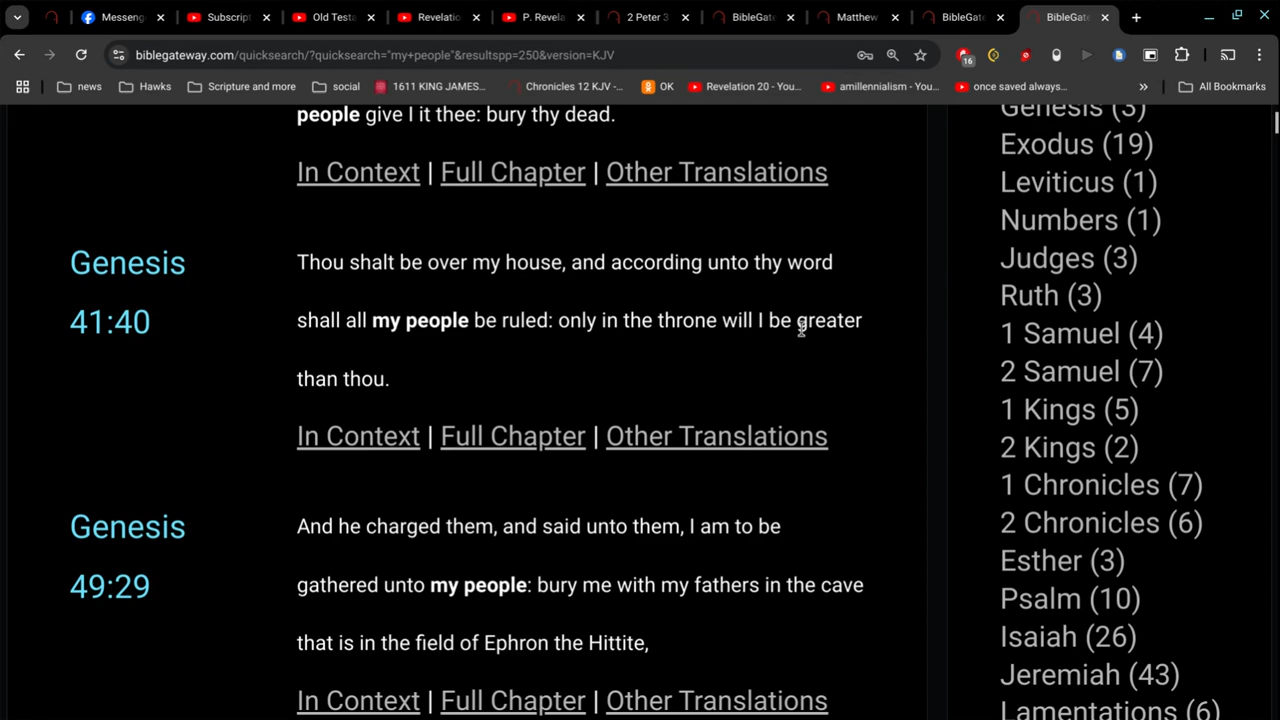 Messeng
Subscript
Old Testa
Revelatio
P. Revela
2 Peter 3
BibleGate
Matthew
BibleGate
BibleGate
biblegateway.com/quicksearch/?quicksearch="my+people"&resultspp=250&version=KJV
16
news
Hawks
Scripture and more
social
1611 KING JAMES...
Chronicles 12 KJV -...
OK
Revelation 20 - You...
amillennialism - You...
once saved always...
»
All Bookmarks
people give I it thee: bury thy dead.
In Context | Full Chapter | Other Translations
Genesis
41:40
Thou shalt be over my house, and according unto thy word
shall all my people be ruled: only in the throne will I be greater
than thou.
In Context | Full Chapter | Other Translations
Genesis
49:29
And he charged them, and said unto them, I am to be
gathered unto my people: bury me with my fathers in the cave
that is in the field of Ephron the Hittite,
In Context | Full Chapter | Other Translations
Genesis (3)
Exodus (19)
Leviticus (1)
Numbers (1)
Judges (3)
Ruth (3)
1 Samuel (4)
2 Samuel (7)
1 Kings (5)
2 Kings (2)
1 Chronicles (7)
2 Chronicles (6)
Esther (3)
Psalm (10)
Isaiah (26)
Jeremiah (43)
Lamentations (6)